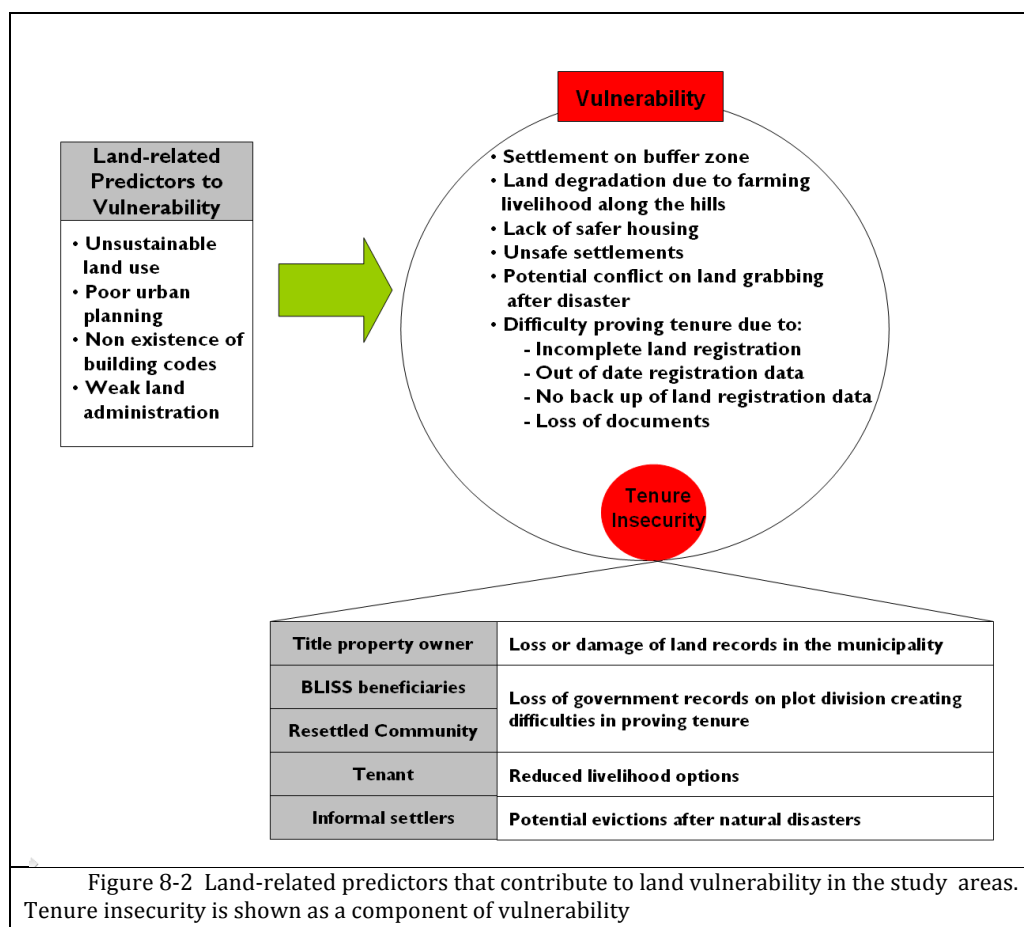 Vulnerability
Land-related
Predictors to
Vulnerability
• Unsustainable
land use
• Poor urban
planning
• Non existence of
building codes
• Weak land
administration
• Settlement on buffer zone
• Land degradation due to farming
livelihood along the hills
• Lack of safer housing
• Unsafe settlements
• Potential conflict on land grabbing
after disaster
• Difficulty proving tenure due to:
- Incomplete land registration
- Out of date registration data
- No back up of land registration data
- Loss of documents
Tenure
Insecurity
Title property owner
Loss or damage of land records in the municipality
BLISS beneficiaries
Resettled Community
Loss of government records on plot division creating
difficulties in proving tenure
Tenant
Reduced livelihood options
Informal settlers
Potential evictions after natural disasters
Figure 8-2 Land-related predictors that contribute to land vulnerability in the study areas.
Tenure insecurity is shown as a component of vulnerability